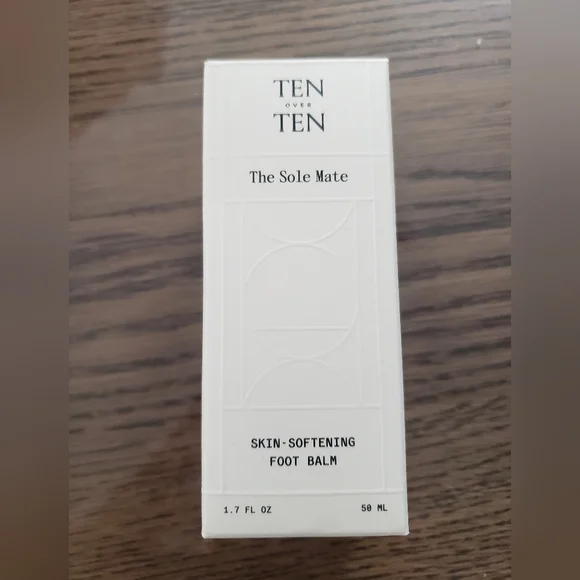 TEN
OVER
TEN
The Sole Mate
SKIN-SOFTENING
FOOT BALM
1.7 FL OZ 50 ML